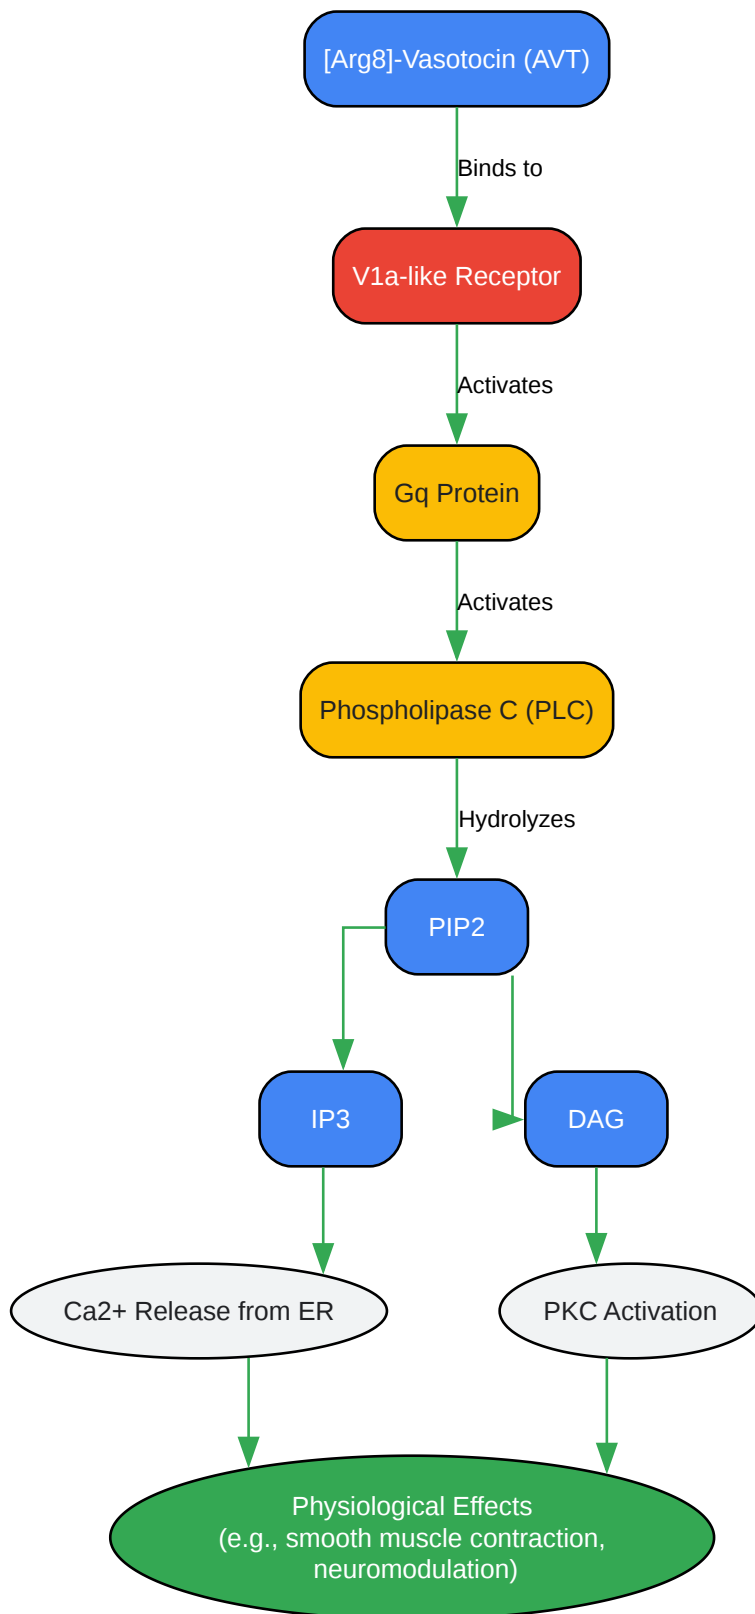 [Arg8]-Vasotocin (AVT)
Binds to
V1a-like Receptor
Activates
Gq Protein
Activates
Phospholipase C (PLC)
Hydrolyzes
PIP2
IP3
DAG
Ca2+ Release from ER
PKC Activation
Physiological Effects
(e.g., smooth muscle contraction,
neuromodulation)